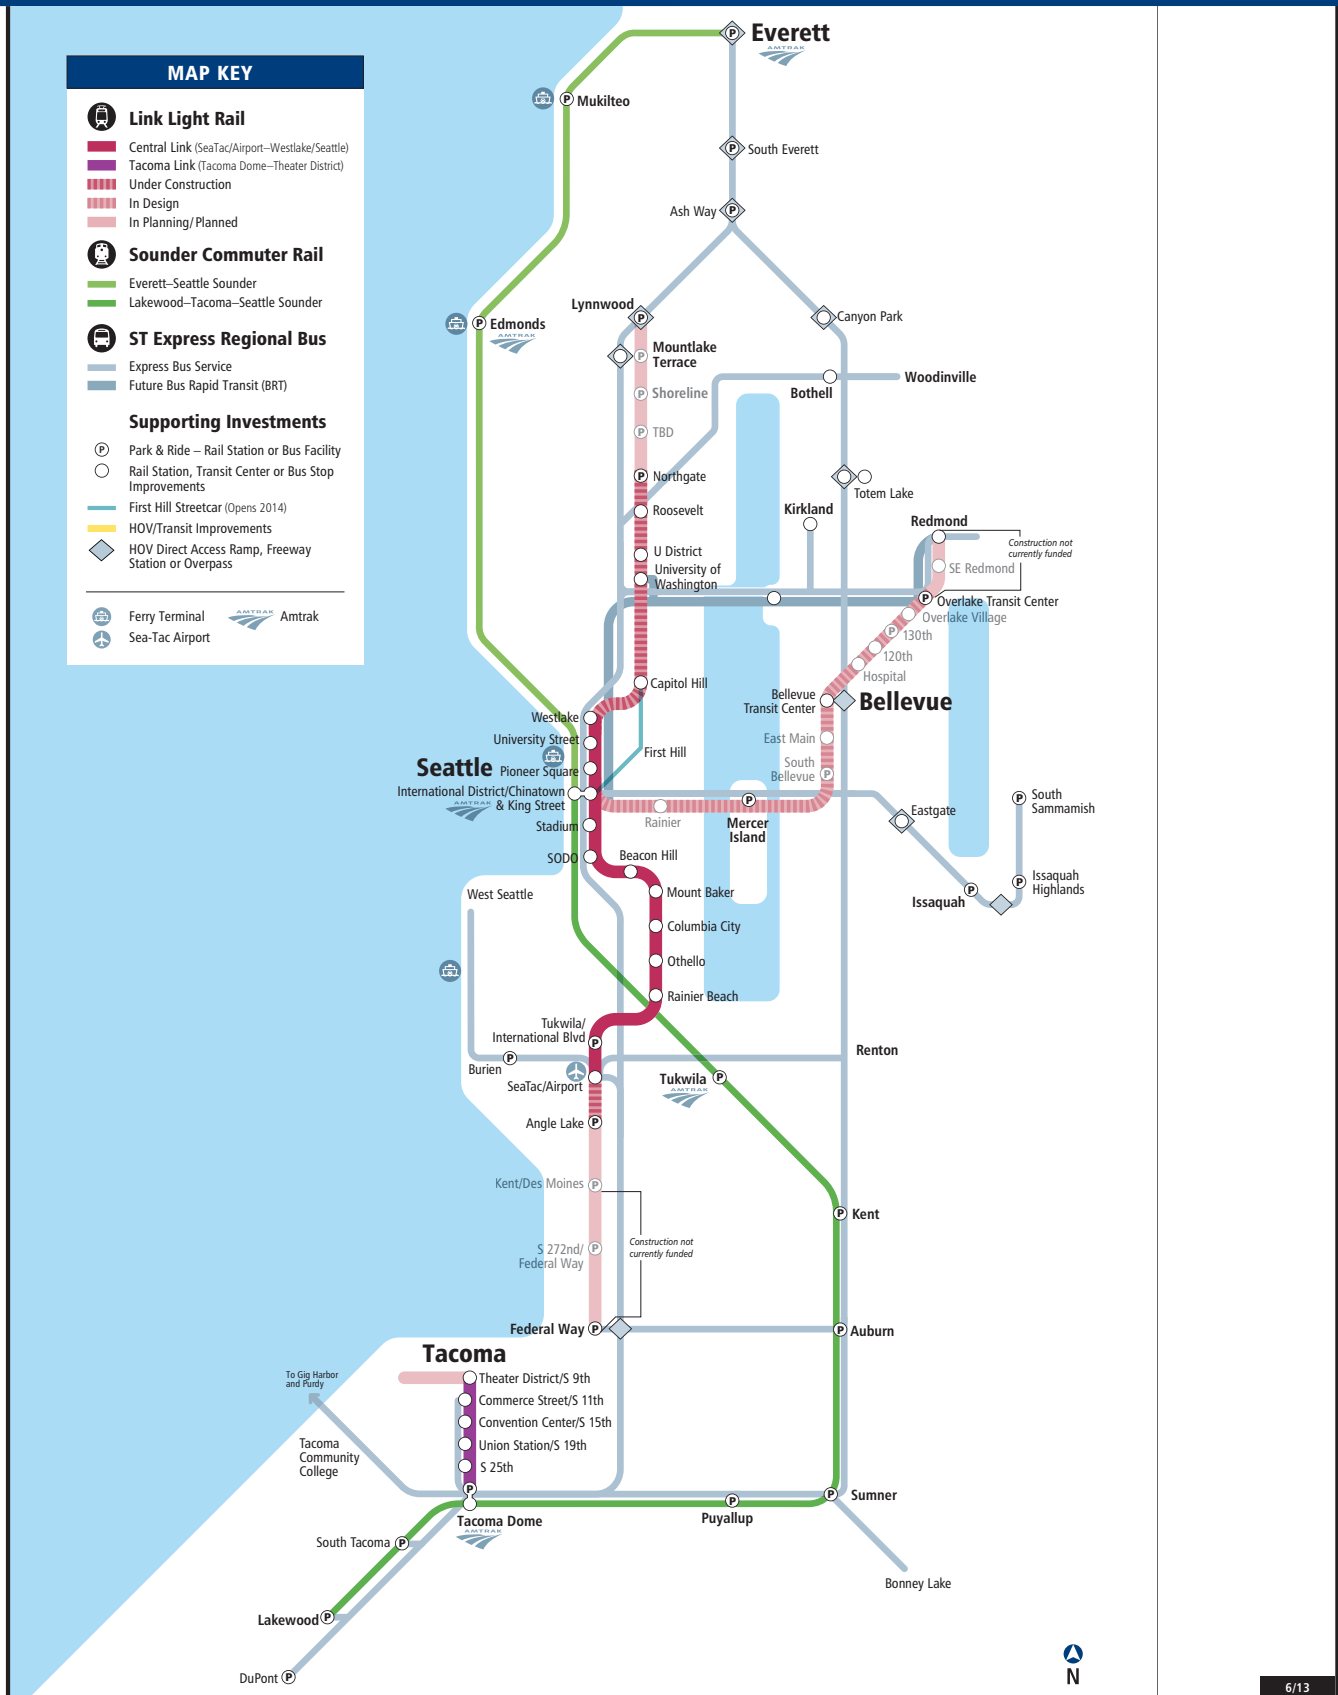 MAP KEY
Link Light Rail
Central Link (SeaTac/Airport–Westlake/Seattle)
Tacoma Link (Tacoma Dome–Theater District)
Under Construction
In Design
In Planning/Planned
Sounder Commuter Rail
Everett–Seattle Sounder
Lakewood–Tacoma–Seattle Sounder
ST Express Regional Bus
Express Bus Service
Future Bus Rapid Transit (BRT)
Supporting Investments
P Park & Ride – Rail Station or Bus Facility
Rail Station, Transit Center or Bus Stop
Improvements
First Hill Streetcar (Opens 2014)
HOV/Transit Improvements
HOV Direct Access Ramp, Freeway
Station or Overpass
Ferry Terminal
AMTRAK Amtrak
Sea-Tac Airport
P Everett
AMTRAK
P Mukilteo
P South Everett
Ash Way P
Lynnwood P
Canyon Park
P Edmonds
AMTRAK
P Mountlake
Terrace
Woodinville
Bothell
P Shoreline
P TBD
P Northgate
Totem Lake
Roosevelt
Kirkland
Redmond
Construction not
currently funded
U District
University of
Washington
SE Redmond
P Overlake Transit Center
Overlake Village
P 130th
120th
Hospital
Capitol Hill
Bellevue
Transit Center
Bellevue
Westlake
University Street
East Main
First Hill
Seattle
Pioneer Square
South
Bellevue P
International District/Chinatown
& King Street
AMTRAK
Rainier
P Mercer
Island
Eastgate
P South
Sammamish
Stadium
SODO
Beacon Hill
Mount Baker
P Issaquah
Highlands
Issaquah P
West Seattle
Columbia City
Othello
Rainier Beach
Tukwila/
International Blvd P
Renton
Burien P
SeaTac/Airport
Tukwila P
AMTRAK
Angle Lake P
Kent/Des Moines P
P Kent
S 272nd/
Federal Way P
Construction not
currently funded
Federal Way P
P Auburn
Tacoma
Theater District/S 9th
To Gig Harbor
and Purdy
Commerce Street/S 11th
Convention Center/S 15th
Tacoma
Community
College
Union Station/S 19th
S 25th
P
Tacoma Dome
AMTRAK
P Puyallup
P Sumner
South Tacoma P
Bonney Lake
Lakewood P
DuPont P
N
6/13